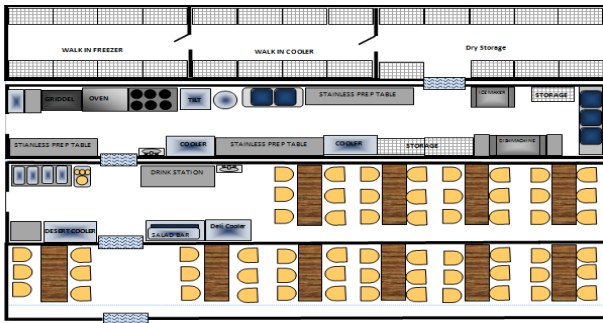 WALK IN FREEZER
WALK IN COOLER
Dry Storage
GRIDDEL
OVEN
TILT
STAINLESS PREP TABLE
ICE MAKER
STORAGE
STIANLESS PREP TABLE
COOLER
STAINLESS PREP TABLE
COOLER
STORAGE
DISHMACHINE
DRINK STATION
DESERT COOLER
SALAD BAR
Deli Cooler